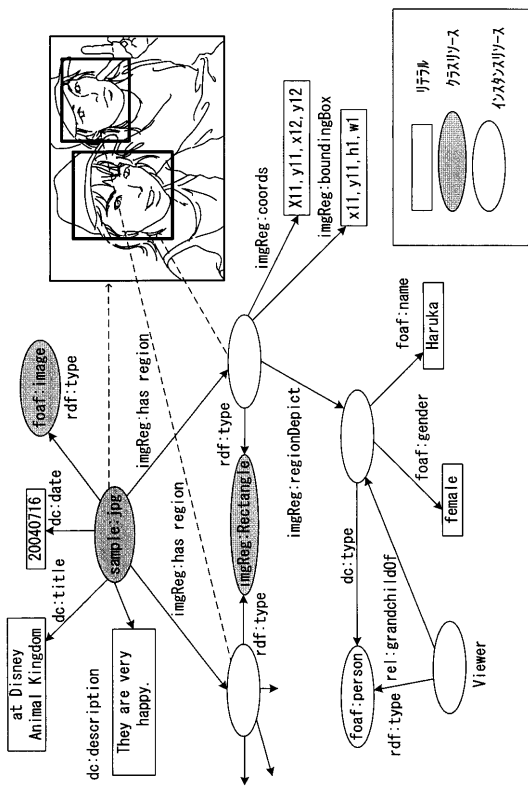 at Disney
Animal Kingdom
dc:title
20040716
dc:date
foaf:image
rdf:type
sample:jpg
dc:description
They are very
happy.
imgReg:has region
imgReg:has region
rdf:type
imgReg:Rectangle
rdf:type
imgReg:coords
X11, y11, x12, y12
imgReg:boundingBox
x11, y11, h1, w1
imgReg:regionDepict
foaf:person
dc:type
rdf:type
rel:grandchildOf
Viewer
foaf:gender
female
foaf:name
Haruka
リテラル
クラスリソース
インスタンスリソース